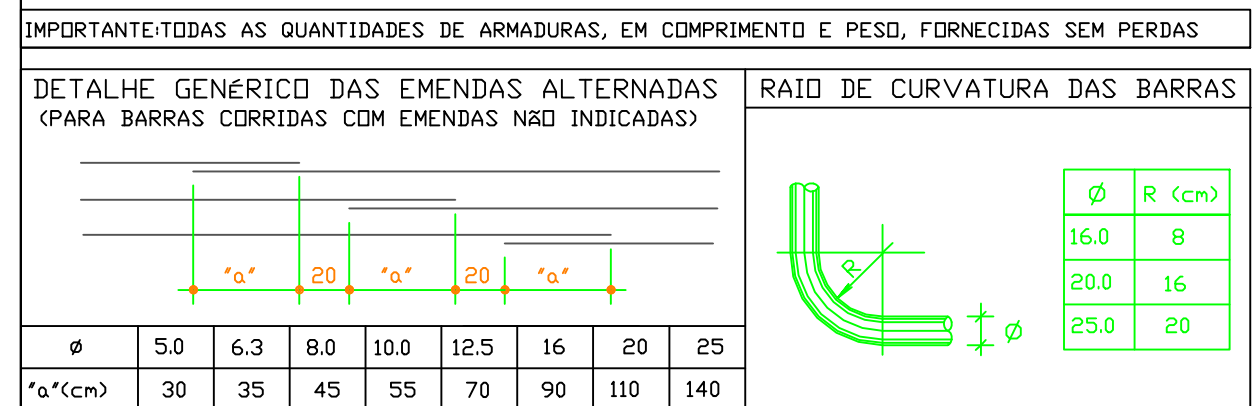 IMPORTANTE:TODAS AS QUANTIDADES DE ARMADURAS, EM COMPRIMENTO E PESO, FORNECIDAS SEM PERDAS
DETALHE GENéRICO DAS EMENDAS ALTERNADAS
(PARA BARRAS CORRIDAS COM EMENDAS NãO INDICADAS)
"a" 20 "a" 20 "a"
Ø 5.0 6.3 8.0 10.0 12.5 16 20 25
"a"(cm) 30 35 45 55 70 90 110 140
RAIO DE CURVATURA DAS BARRAS
R
Ø
Ø R (cm)
16.0 8
20.0 16
25.0 20